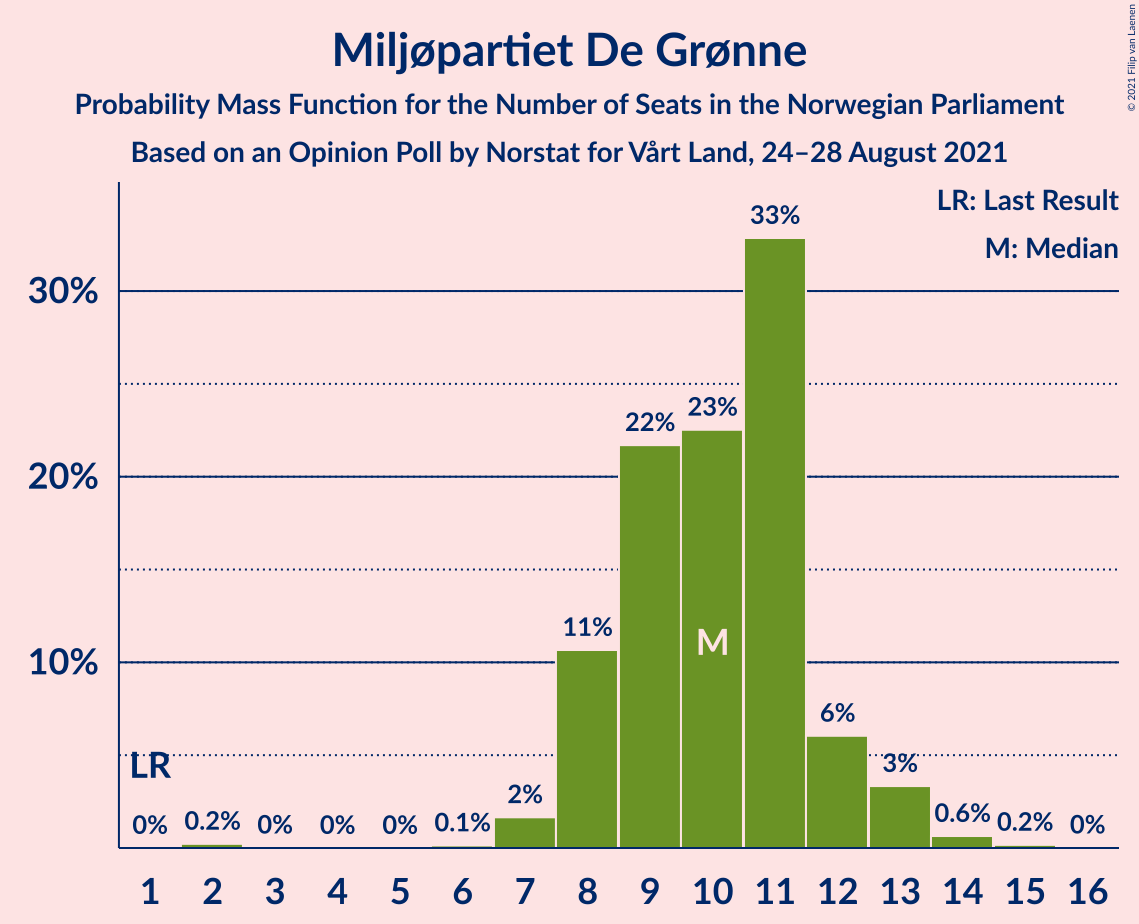 Miljøpartiet De Grønne
Probability Mass Function for the Number of Seats in the Norwegian Parliament
Based on an Opinion Poll by Norstat for Vårt Land, 24–28 August 2021
© 2021 Filip van Laenen
LR: Last Result
M: Median
33%
30%
23%
22%
20%
11%
M
10%
6%
LR
3%
2%
0% 0.2% 0% 0% 0% 0.1% 0.6% 0.2% 0%
1 2 3 4 5 6 7 8 9 10 11 12 13 14 15 16